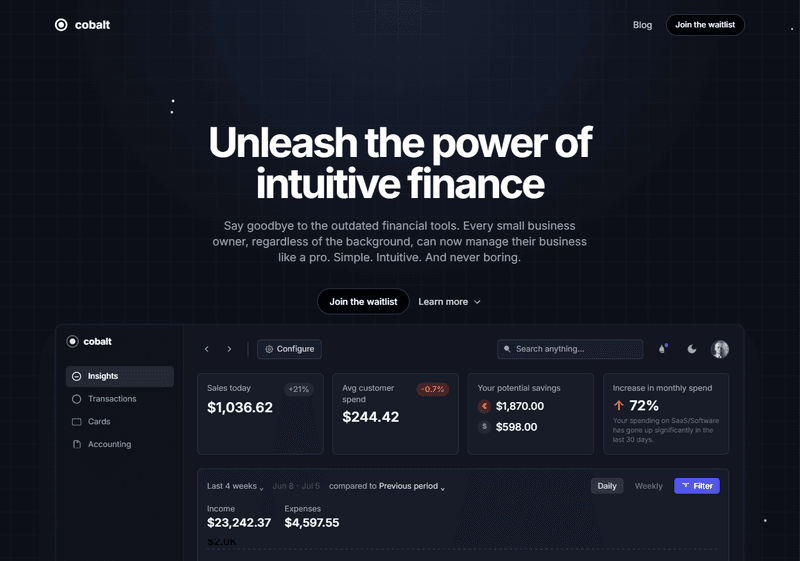 cobalt
Blog
Join the waitlist
Unleash the power of
intuitive finance
Say goodbye to the outdated financial tools. Every small business
owner, regardless of the background, can now manage their business
like a pro. Simple. Intuitive. And never boring.
Join the waitlist
Learn more
cobalt
Configure
Search anything...
Insights
Transactions
Cards
Accounting
Sales today
+21%
$1,036.62
Avg customer
spend
-0.7%
$244.42
Your potential savings
€ $1,870.00
$ $598.00
Increase in monthly spend
72%
Your spending on SaaS/Software
has gone up significantly in the
last 30 days.
Last 4 weeks
Jun 8 - Jul 5
compared to Previous period
Daily
Weekly
Filter
Income
Expenses
$23,242.37
$4,597.55
$2.0K